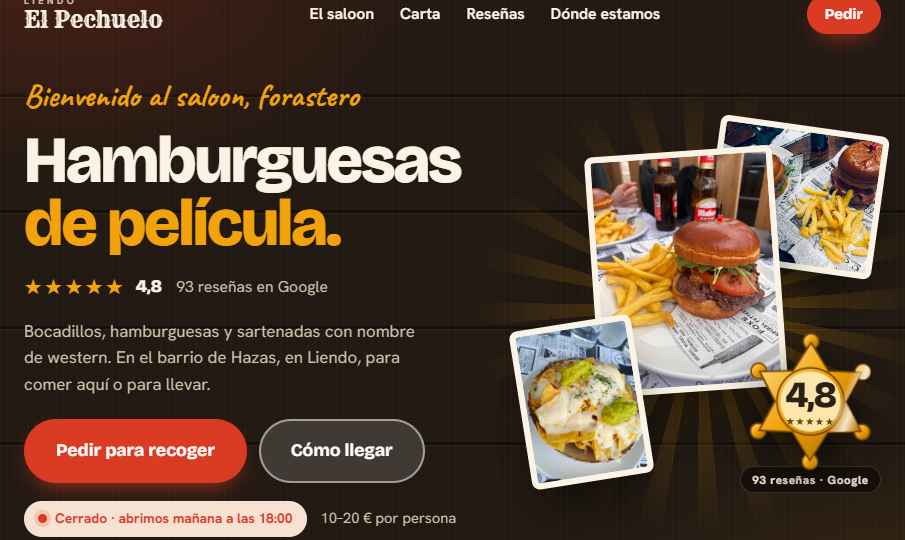 LIENDO
El Pechuelo
El saloon
Carta
Reseñas
Dónde estamos
Pedir
Bienvenido al saloon, forastero
Hamburguesas
de película.
★★★★★ 4,8 93 reseñas en Google
Bocadillos, hamburguesas y sartenadas con nombre
de western. En el barrio de Hazas, en Liendo, para
comer aquí o para llevar.
Pedir para recoger
Cómo llegar
Cerrado · abrimos mañana a las 18:00
10-20 € por persona
4,8
★★★★★
93 reseñas · Google